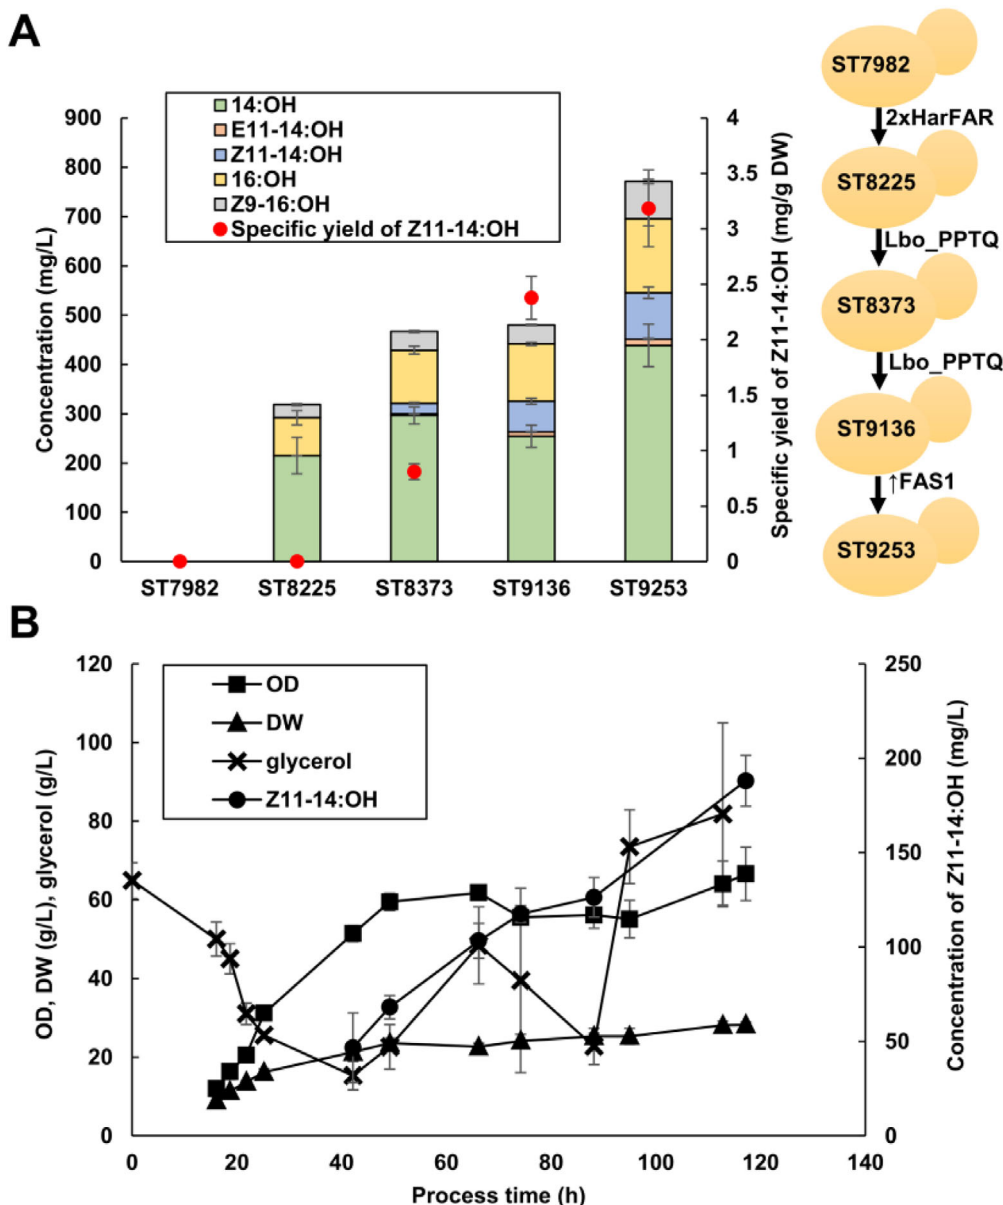 A
14:OH
E11-14:OH
Z11-14:OH
16:OH
Z9-16:OH
Specific yield of Z11-14:OH
Concentration (mg/L)
900
800
700
600
500
400
300
200
100
0
4
3.5
3
2.5
2
1.5
1
0.5
0
Specific yield of Z11-14:OH (mg/g DW)
ST7982
ST8225
ST8373
ST9136
ST9253
ST7982
2xHarFAR
ST8225
Lbo_PPTQ
ST8373
Lbo_PPTQ
ST9136
↑FAS1
ST9253
B
OD
DW
glycerol
Z11-14:OH
OD, DW (g/L), glycerol (g/L)
120
100
80
60
40
20
0
250
200
150
100
50
0
Concentration of Z11-14:OH (mg/L)
0
20
40
60
80
100
120
140
Process time (h)